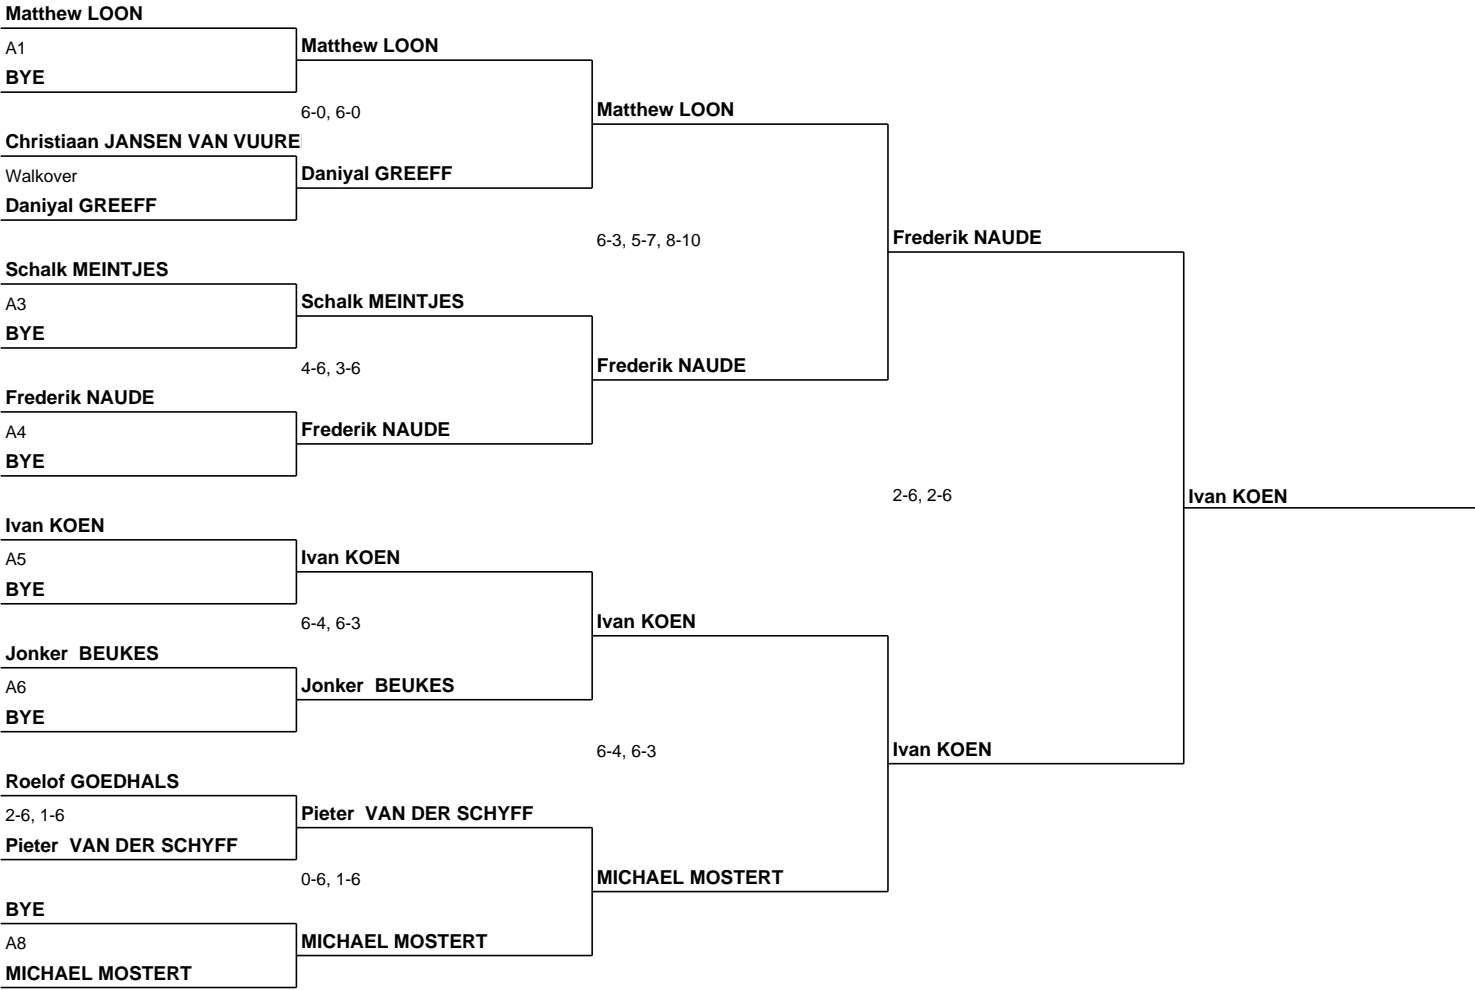 Matthew LOON
A1
BYE
Matthew LOON
6-0, 6-0
Christiaan JANSEN VAN VUURE
Walkover
Daniyal GREEFF
Daniyal GREEFF
Matthew LOON
6-3, 5-7, 8-10
Schalk MEINTJES
A3
BYE
Schalk MEINTJES
4-6, 3-6
Frederik NAUDE
A4
BYE
Frederik NAUDE
Frederik NAUDE
Frederik NAUDE
2-6, 2-6
Ivan KOEN
Ivan KOEN
A5
BYE
Ivan KOEN
6-4, 6-3
Jonker BEUKES
A6
BYE
Jonker BEUKES
Ivan KOEN
6-4, 6-3
Ivan KOEN
Roelof GOEDHALS
2-6, 1-6
Pieter VAN DER SCHYFF
Pieter VAN DER SCHYFF
0-6, 1-6
BYE
A8
MICHAEL MOSTERT
MICHAEL MOSTERT
MICHAEL MOSTERT